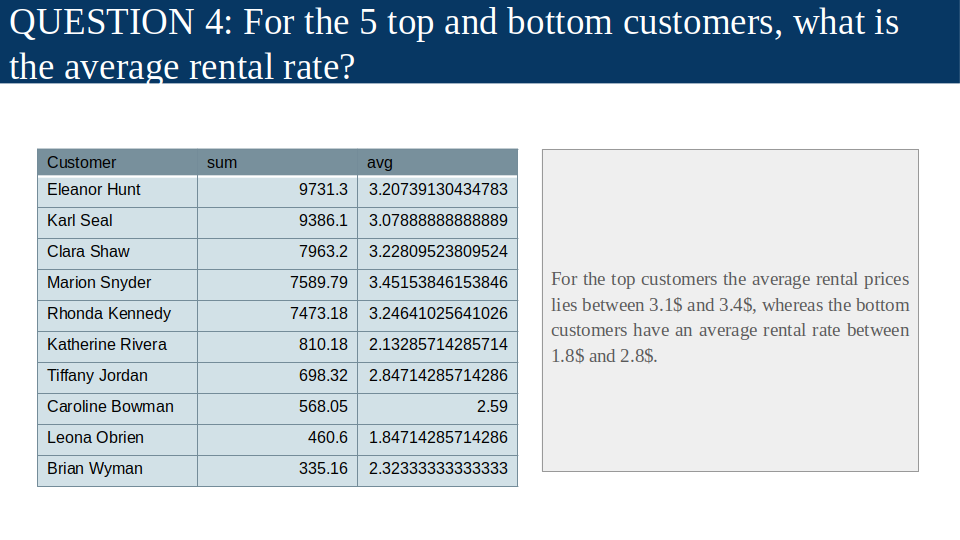 QUESTION 4: For the 5 top and bottom customers, what is
the average rental rate?
Customer sum avg
Eleanor Hunt 9731.3 3.20739130434783
Karl Seal 9386.1 3.07888888888889
Clara Shaw 7963.2 3.22809523809524
Marion Snyder 7589.79 3.45153846153846
Rhonda Kennedy 7473.18 3.24641025641026
Katherine Rivera 810.18 2.13285714285714
Tiffany Jordan 698.32 2.84714285714286
Caroline Bowman 568.05 2.59
Leona Obrien 460.6 1.84714285714286
Brian Wyman 335.16 2.32333333333333
For the top customers the average rental prices
lies between 3.1$ and 3.4$, whereas the bottom
customers have an average rental rate between
1.8$ and 2.8$.